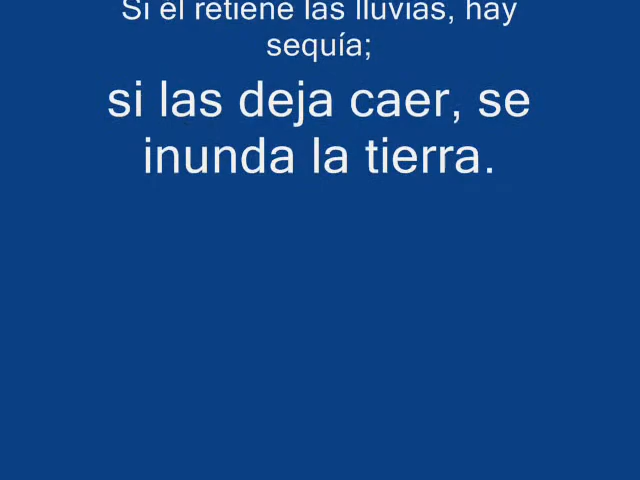 Si él retiene las lluvias, hay
sequía;
si las deja caer, se
inunda la tierra.